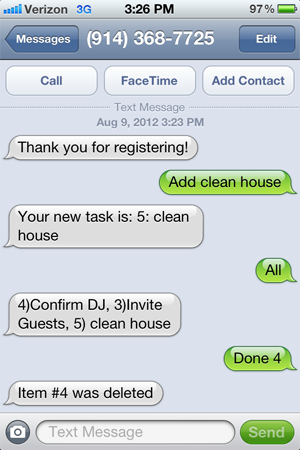 Verizon 3G 3:26 PM 97%
Messages (914) 368-7725 Edit
Call FaceTime Add Contact
Text Message
Aug 9, 2012 3:23 PM
Thank you for registering!
Add clean house
Your new task is: 5: clean
house
All
4)Confirm DJ, 3)Invite
Guests, 5) clean house
Done 4
Item #4 was deleted
Text Message Send